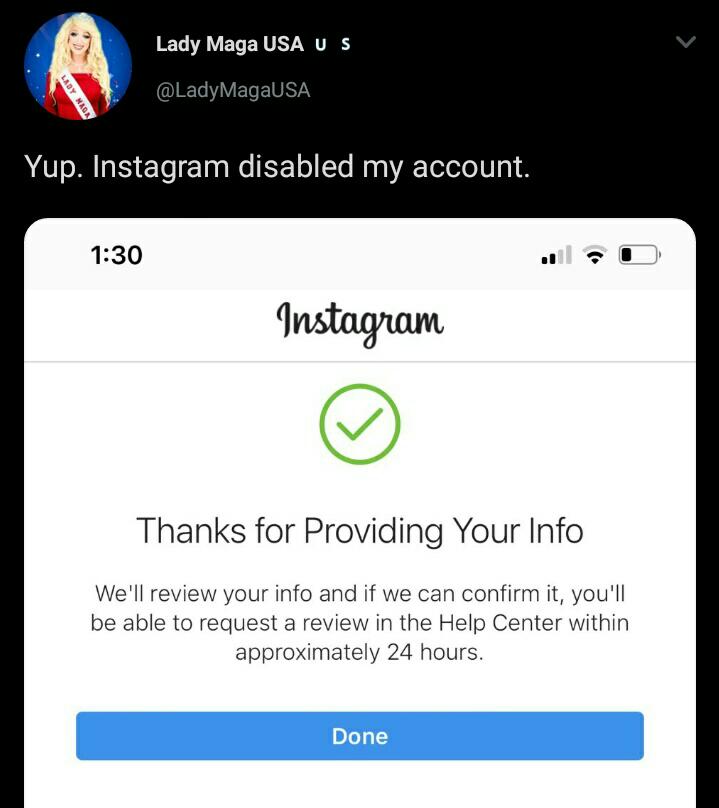 Lady Maga USA U S
@LadyMagaUSA
LADY MAGA
Yup. Instagram disabled my account.
1:30
Instagram
Thanks for Providing Your Info
We'll review your info and if we can confirm it, you'll
be able to request a review in the Help Center within
approximately 24 hours.
Done